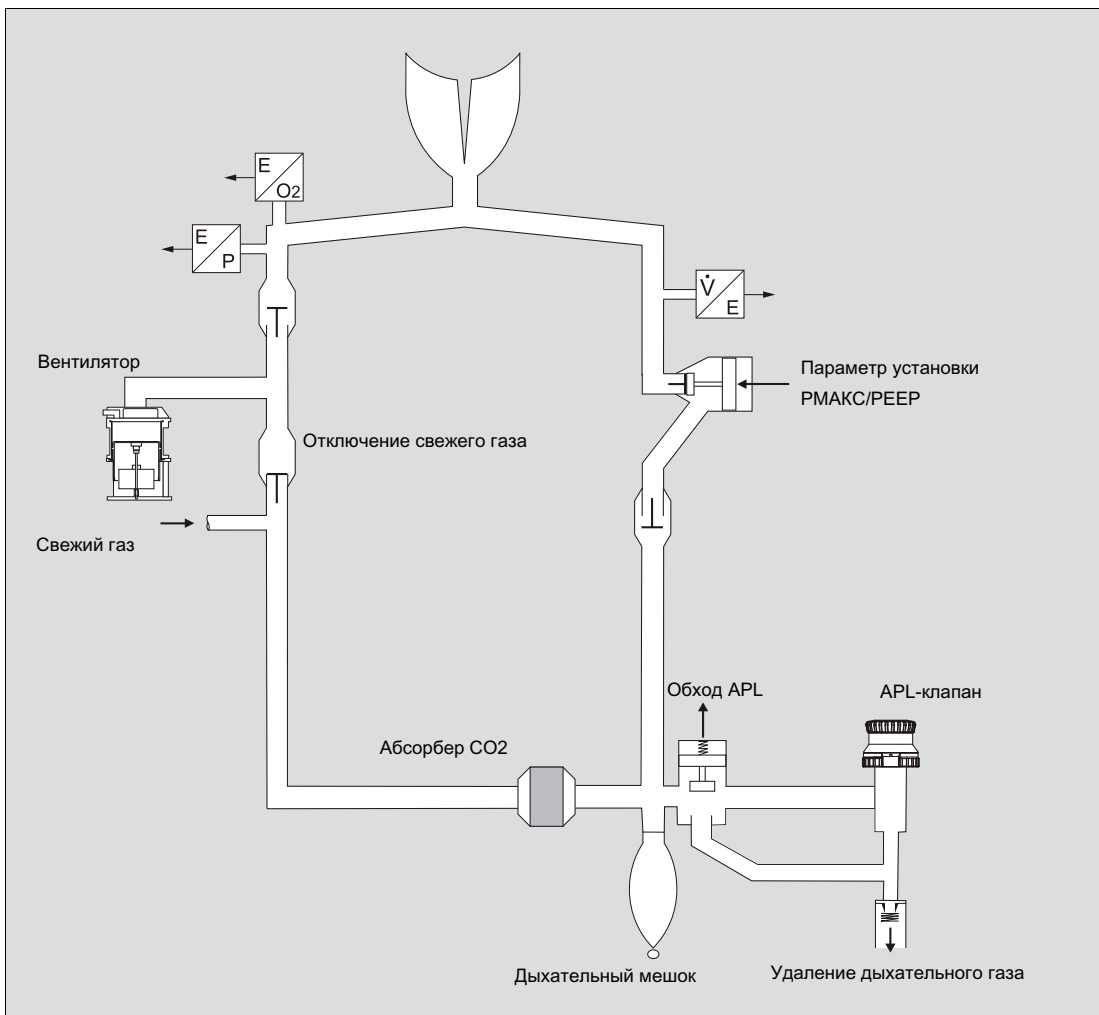 E
O2
E
P
V̇
E
Вентилятор
Параметр установки
РМАКС/PEEP
Отключение свежего газа
Свежий газ
Обход APL
APL-клапан
Абсорбер CO2
Дыхательный мешок
Удаление дыхательного газа